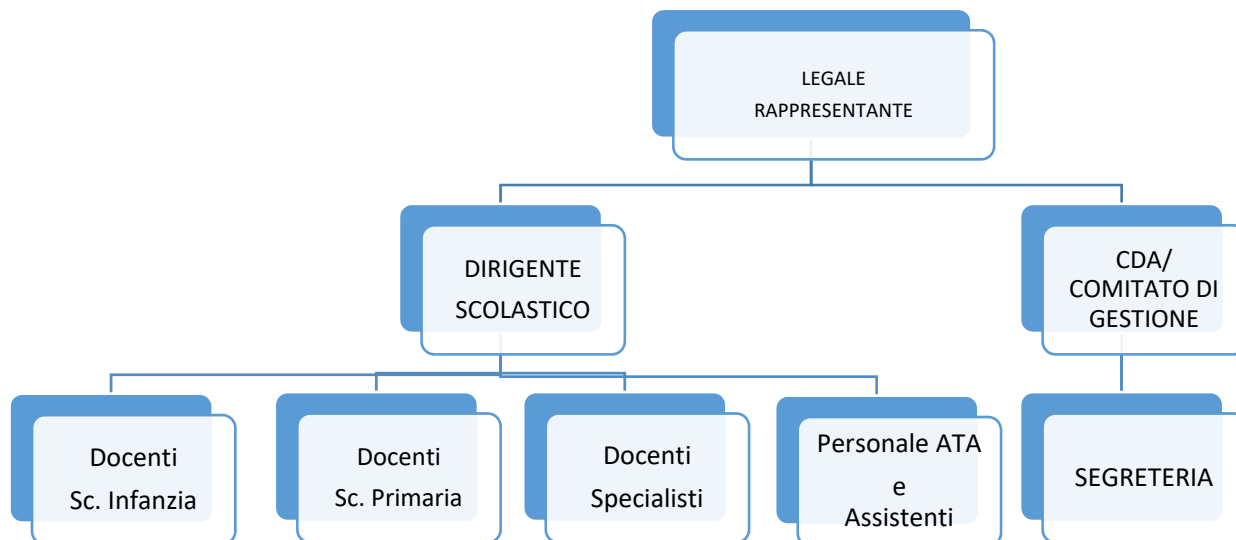 LEGALE
RAPPRESENTANTE
DIRIGENTE
SCOLASTICO
CDA/
COMITATO DI
GESTIONE
Docenti
Sc. Infanzia
Docenti
Sc. Primaria
Docenti
Specialisti
Personale ATA
e
Assistenti
SEGRETERIA